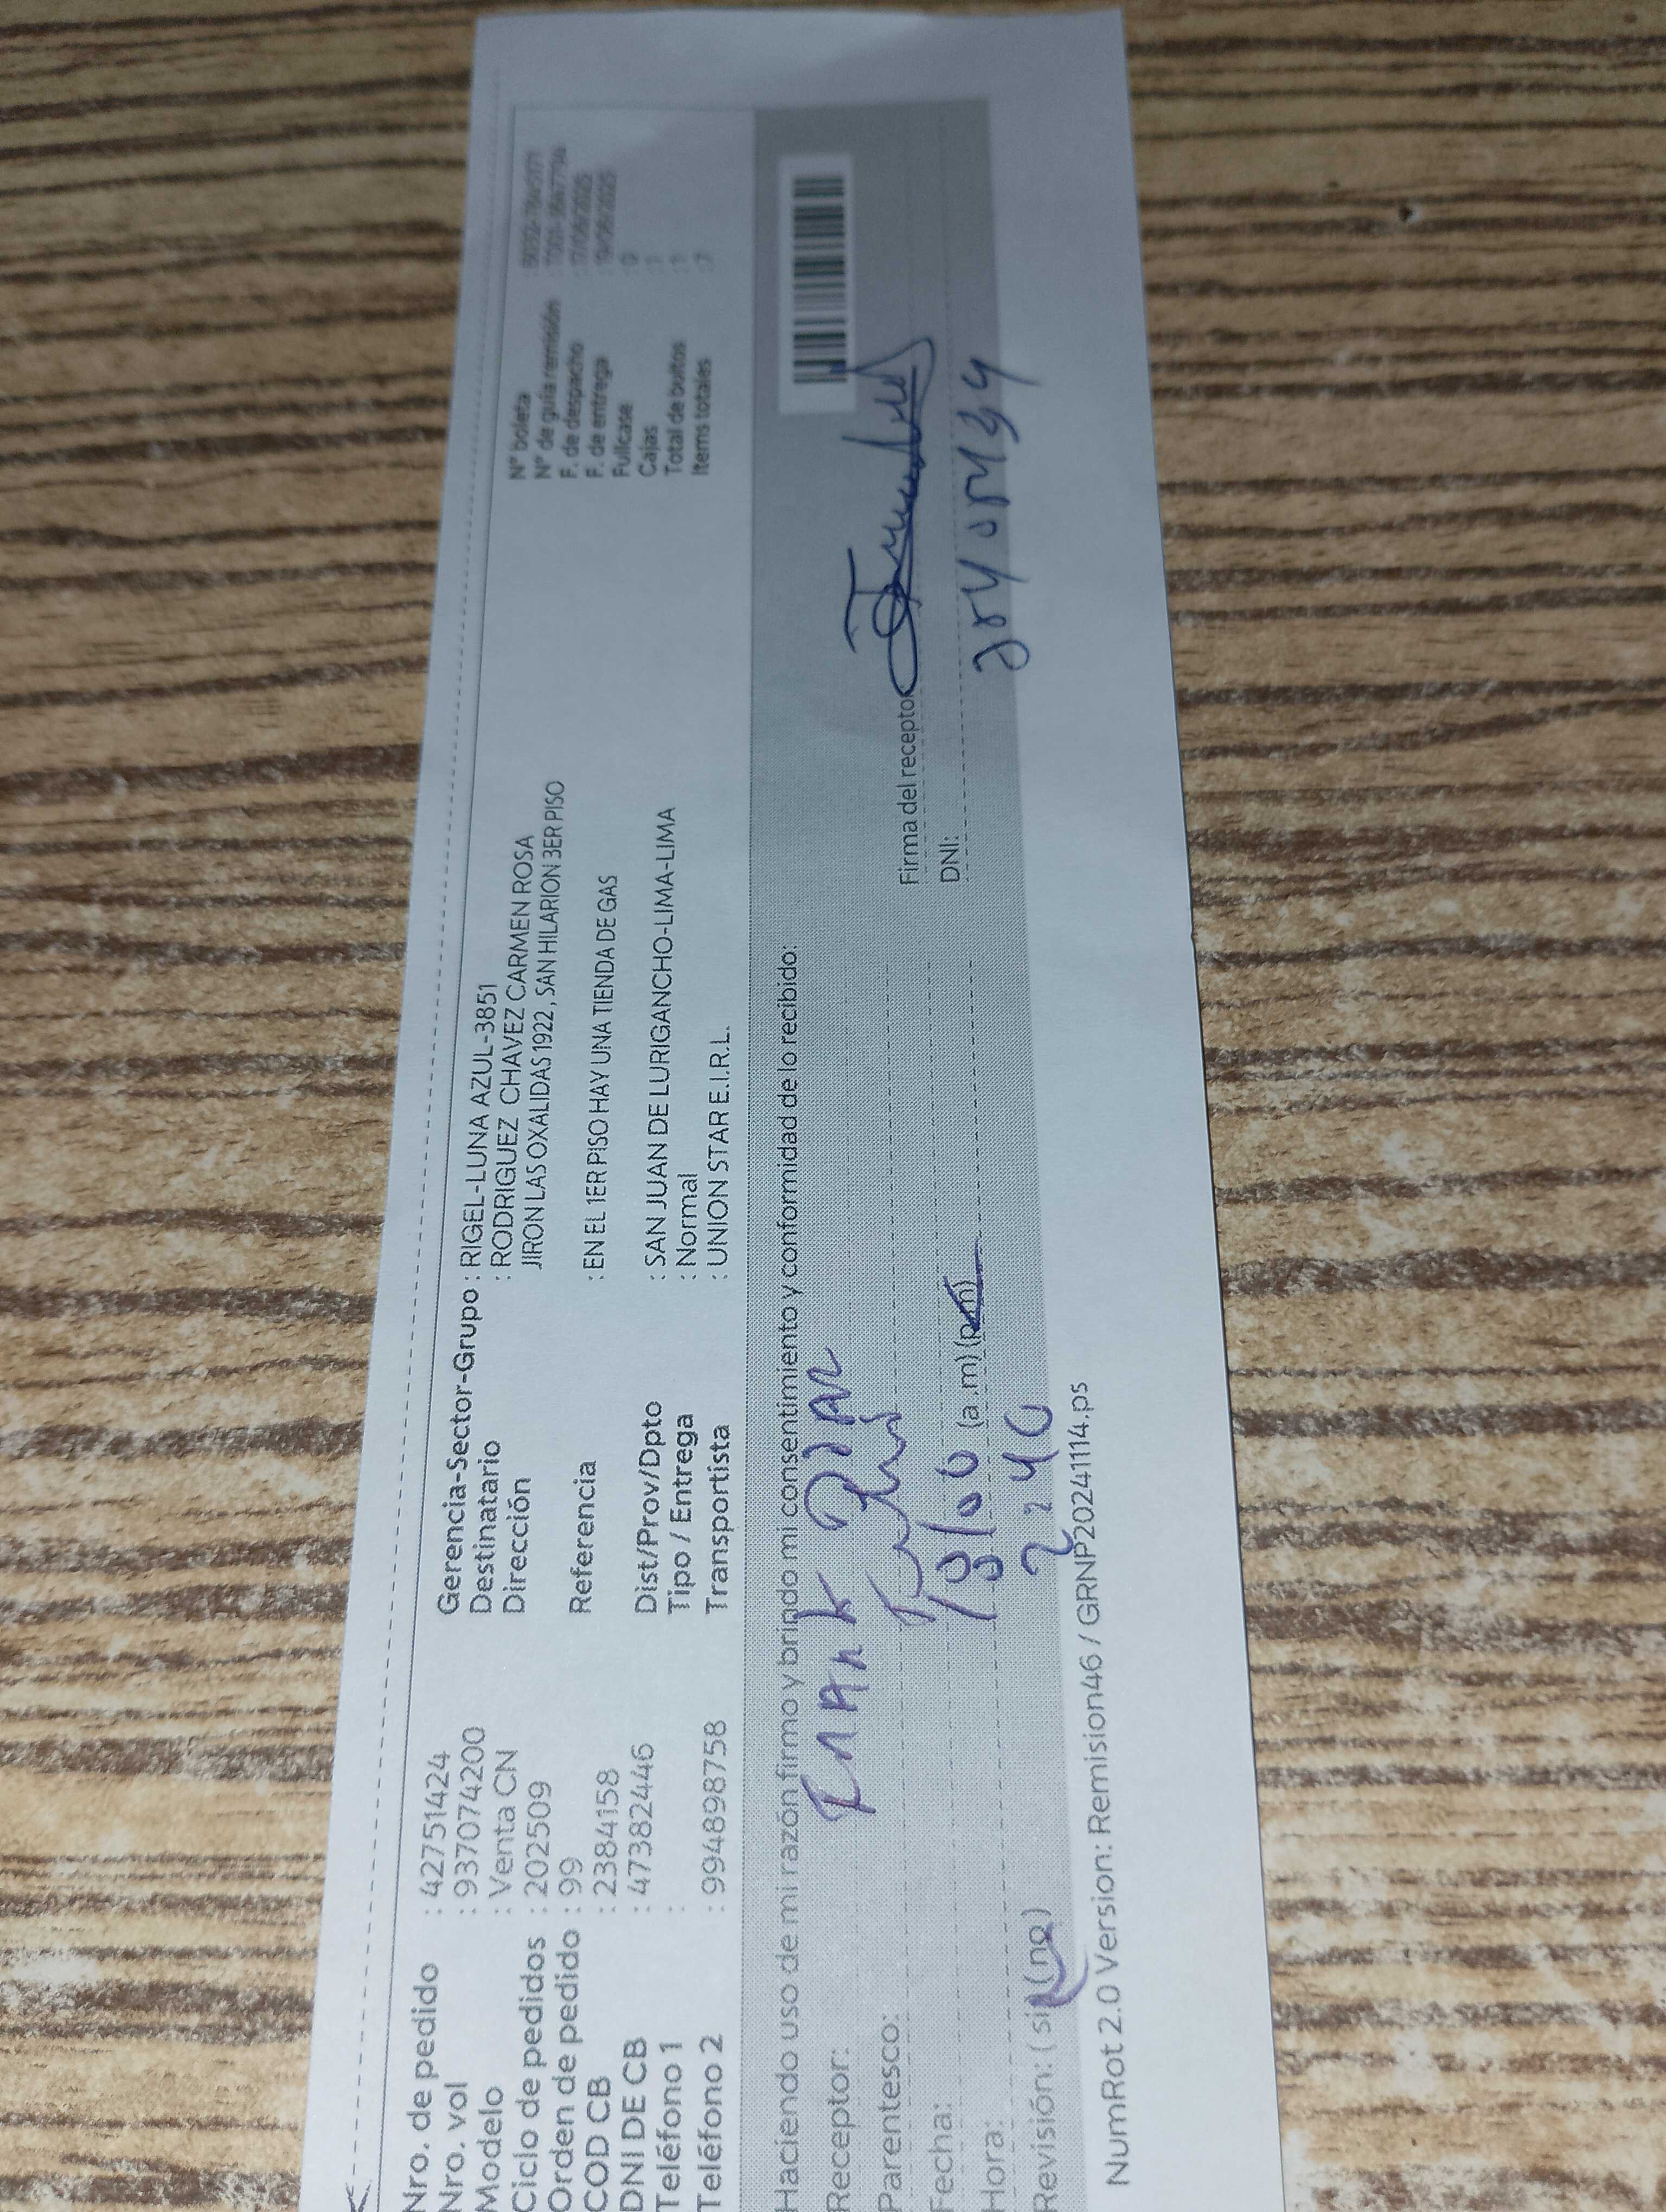 Nro. de pedido : 427751424
Nro. vol : 937074200
Modelo : Venta CN
Ciclo de pedidos : 202509
Orden de pedido : 99
COD CB : 2384158
DNI DE CB : 47382446
Teléfono 1 :
Teléfono 2 : 994898758
Gerencia-Sector-Grupo : RIGEL-LUNA AZUL-3851
Destinatario : RODRIGUEZ CHAVEZ CARMEN ROSA
Dirección JIRON LAS OXALIDAS 1922 , SAN HILARION 3ER PISO
Referencia : EN EL 1ER PISO HAY UNA TIENDA DE GAS
Dist/Prov/Dpto : SAN JUAN DE LURIGANCHO-LIMA-LIMA
Tipo / Entrega : Normal
Transportista : UNION STAR E.I.R.L.
N° boleta
N° de guía remisión
F. de despacho
F. de entrega
Fullcase
Cajas : 1
Total de bultos : 1
Items totales
Haciendo uso de mi razón firmo y brindo mi consentimiento y conformidad de lo recibido:
Receptor: Frank
Parentesco:
Fecha:
Hora: (a .m) (p.m)
2:40
Revisión: ( si) (no )
Firma del receptor
DNI:
NumRot 2.0 Version: Remision46 / GRNP20241114.ps